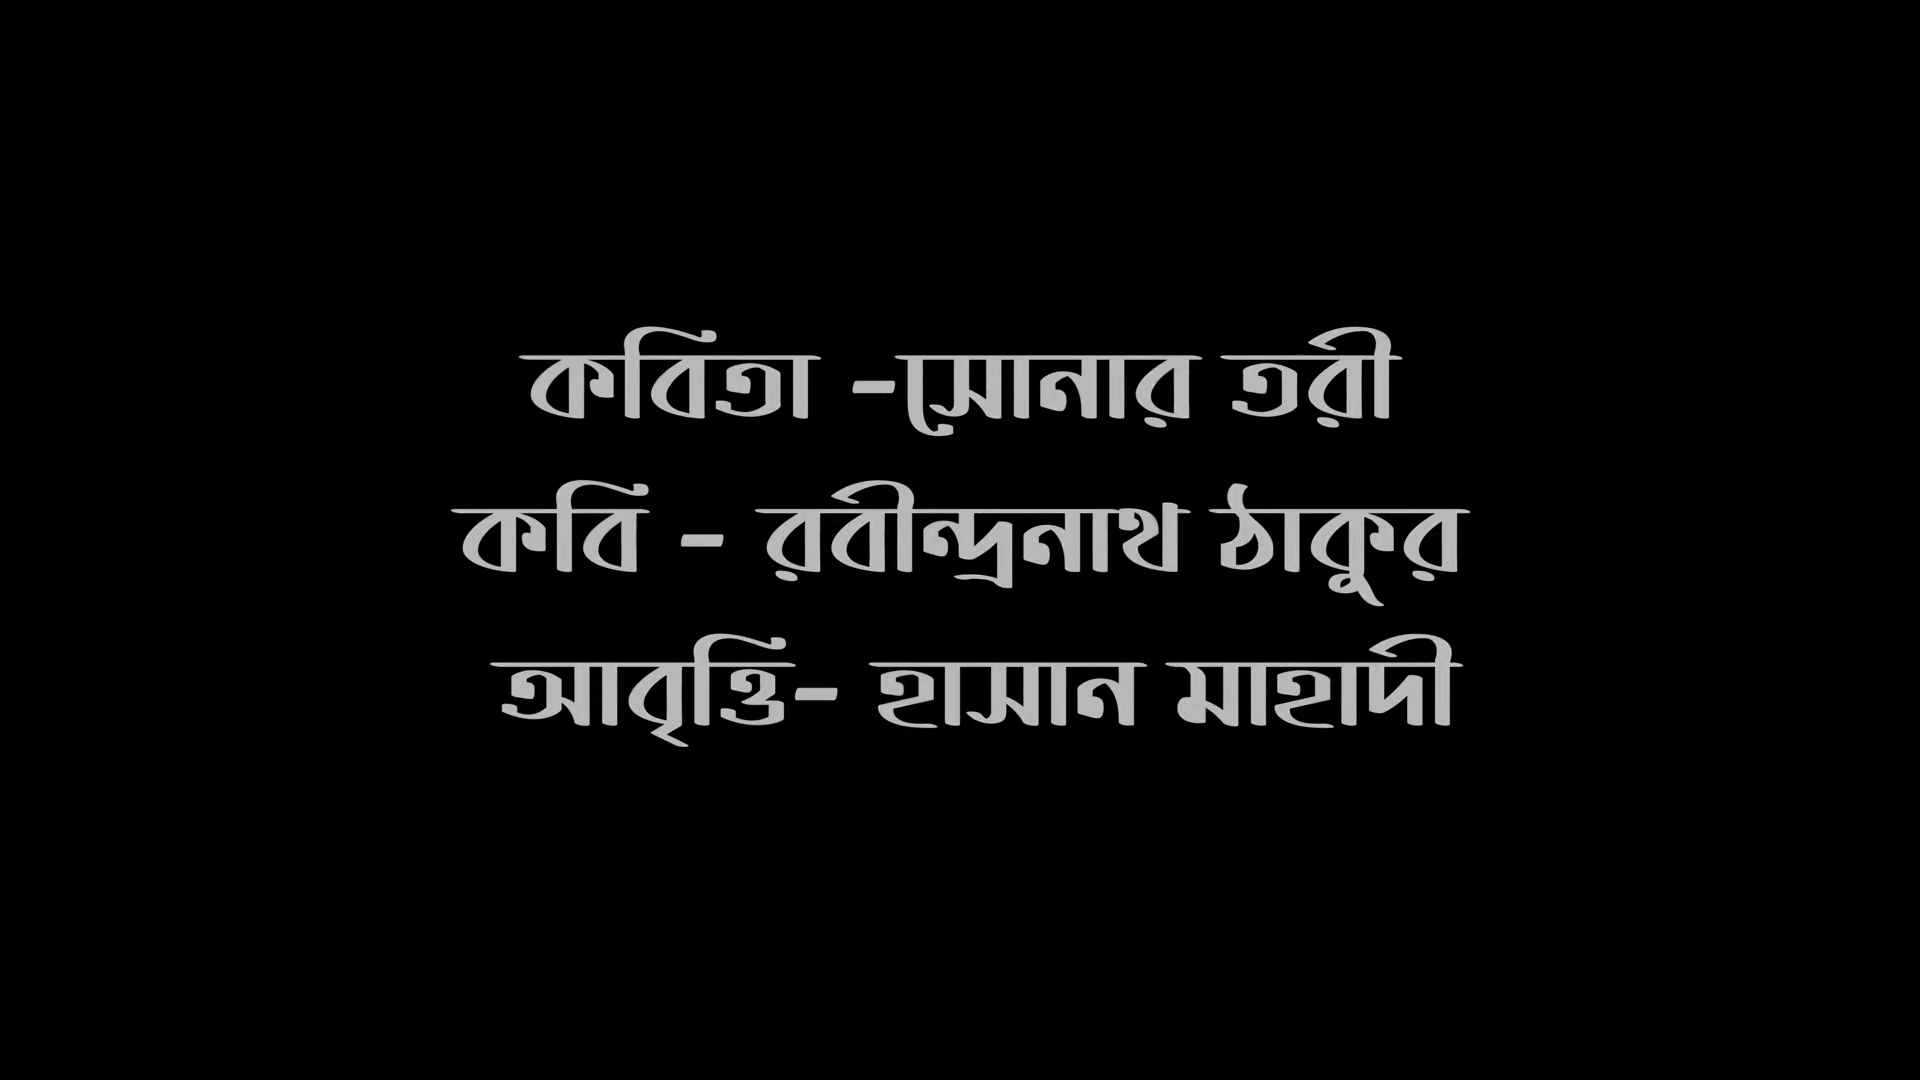 কবিতা -সোনার তরী
কবি - রবীন্দ্রনাথ ঠাকুর
আবৃত্তি- হাসান মাহাদী